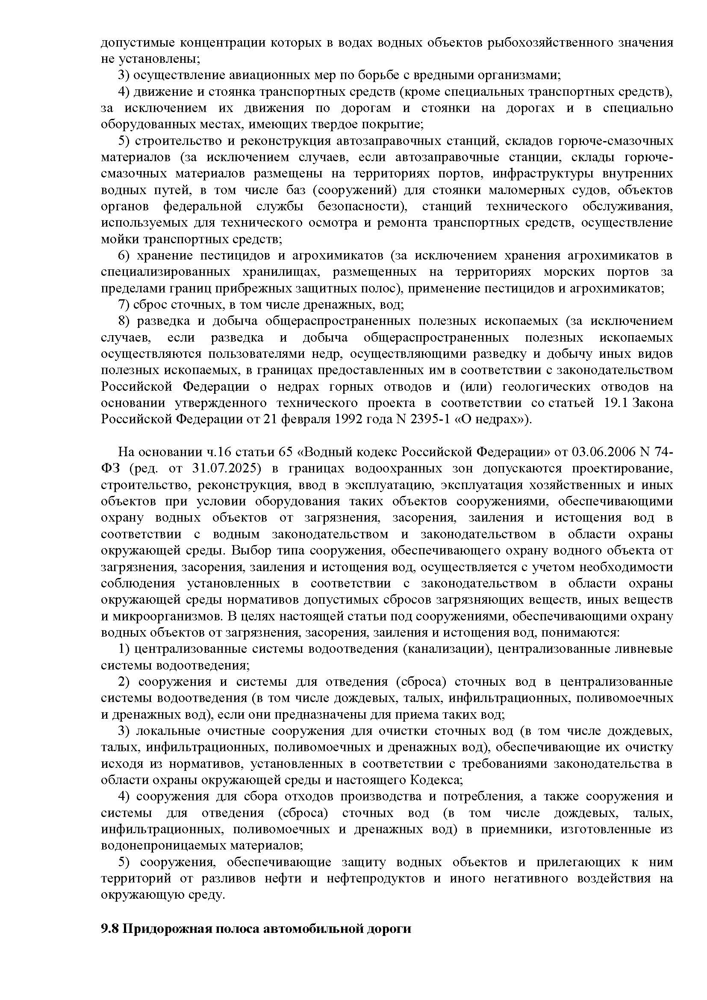 допустимые концентрации которых в водах водных объектов рыбохозяйственного значения
не установлены;
3) осуществление авиационных мер по борьбе с вредными организмами;
4) движение и стоянка транспортных средств (кроме специальных транспортных средств),
за исключением их движения по дорогам и стоянки на дорогах и в специально
оборудованных местах, имеющих твердое покрытие;
5) строительство и реконструкция автозаправочных станций, складов горюче-смазочных
материалов (за исключением случаев, если автозаправочные станции, склады горюче-
смазочных материалов размещены на территориях портов, инфраструктуры внутренних
водных путей, в том числе баз (сооружений) для стоянки маломерных судов, объектов
органов федеральной службы безопасности), станций технического обслуживания,
используемых для технического осмотра и ремонта транспортных средств, осуществление
мойки транспортных средств;
6) хранение пестицидов и агрохимикатов (за исключением хранения агрохимикатов в
специализированных хранилищах, размещенных на территориях морских портов за
пределами границ прибрежных защитных полос), применение пестицидов и агрохимикатов;
7) сброс сточных, в том числе дренажных, вод;
8) разведка и добыча общераспространенных полезных ископаемых (за исключением
случаев, если разведка и добыча общераспространенных полезных ископаемых
осуществляются пользователями недр, осуществляющими разведку и добычу иных видов
полезных ископаемых, в границах предоставленных им в соответствии с законодательством
Российской Федерации о недрах горных отводов и (или) геологических отводов на
основании утвержденного технического проекта в соответствии со статьей 19.1 Закона
Российской Федерации от 21 февраля 1992 года N 2395-1 «О недрах»).
На основании ч.16 статьи 65 «Водный кодекс Российской Федерации» от 03.06.2006 N 74-
ФЗ (ред. от 31.07.2025) в границах водоохранных зон допускаются проектирование,
строительство, реконструкция, ввод в эксплуатацию, эксплуатация хозяйственных и иных
объектов при условии оборудования таких объектов сооружениями, обеспечивающими
охрану водных объектов от загрязнения, засорения, заиления и истощения вод в
соответствии с водным законодательством и законодательством в области охраны
окружающей среды. Выбор типа сооружения, обеспечивающего охрану водного объекта от
загрязнения, засорения, заиления и истощения вод, осуществляется с учетом необходимости
соблюдения установленных в соответствии с законодательством в области охраны
окружающей среды нормативов допустимых сбросов загрязняющих веществ, иных веществ
и микроорганизмов. В целях настоящей статьи под сооружениями, обеспечивающими охрану
водных объектов от загрязнения, засорения, заиления и истощения вод, понимаются:
1) централизованные системы водоотведения (канализации), централизованные ливневые
системы водоотведения;
2) сооружения и системы для отведения (сброса) сточных вод в централизованные
системы водоотведения (в том числе дождевых, талых, инфильтрационных, поливомоечных
и дренажных вод), если они предназначены для приема таких вод;
3) локальные очистные сооружения для очистки сточных вод (в том числе дождевых,
талых, инфильтрационных, поливомоечных и дренажных вод), обеспечивающие их очистку
исходя из нормативов, установленных в соответствии с требованиями законодательства в
области охраны окружающей среды и настоящего Кодекса;
4) сооружения для сбора отходов производства и потребления, а также сооружения и
системы для отведения (сброса) сточных вод (в том числе дождевых, талых,
инфильтрационных, поливомоечных и дренажных вод) в приемники, изготовленные из
водонепроницаемых материалов;
5) сооружения, обеспечивающие защиту водных объектов и прилегающих к ним
территорий от разливов нефти и нефтепродуктов и иного негативного воздействия на
окружающую среду.
9.8 Придорожная полоса автомобильной дороги